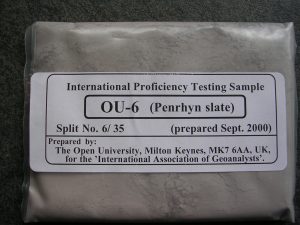 International Proficiency Testing Sample
OU-6 (Penrhyn slate)
Split No. 6/ 35 (prepared Sept. 2000)
Prepared by:
The Open University, Milton Keynes, MK7 6AA, UK,
for the 'International Association of Geoanalysts'.